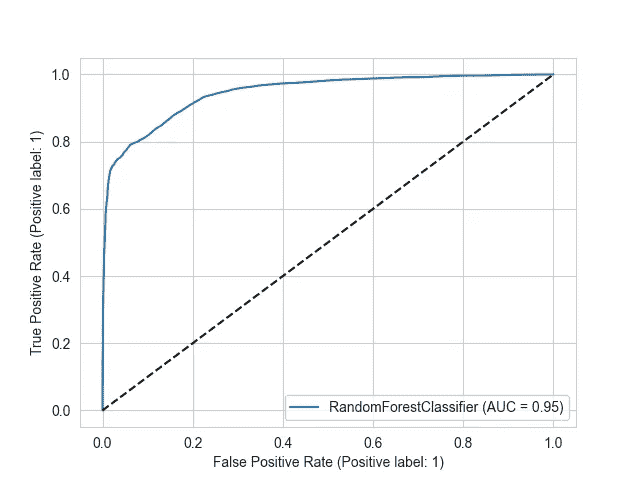 1.0
0.8
0.6
0.4
0.2
0.0
True Positive Rate (Positive label: 1)
RandomForestClassifier (AUC = 0.95)
0.0 0.2 0.4 0.6 0.8 1.0
False Positive Rate (Positive label: 1)